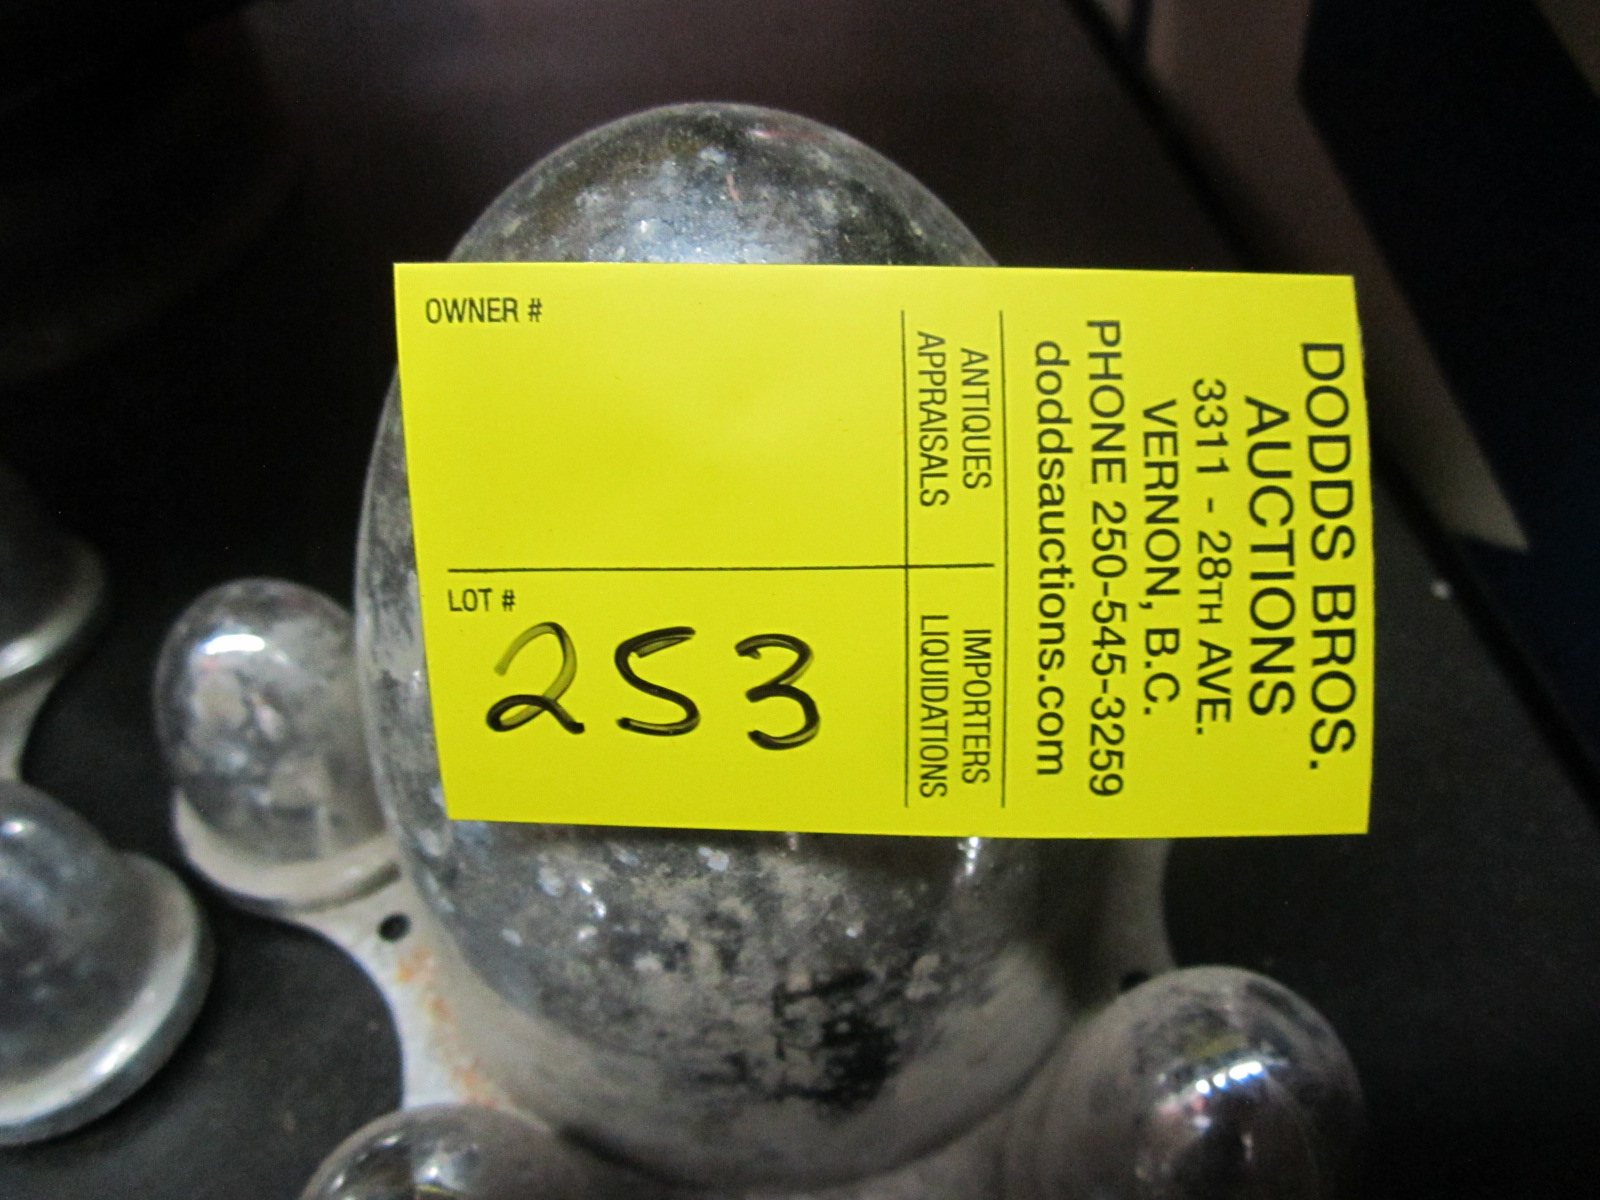 DODDS BROS.
AUCTIONS
3311 - 28TH AVE.
VERNON, B.C.
PHONE 250-545-3259
doddsauctions.com
ANTIQUES
APPRAISALS
IMPORTERS
LIQUIDATIONS
OWNER #
LOT #
253